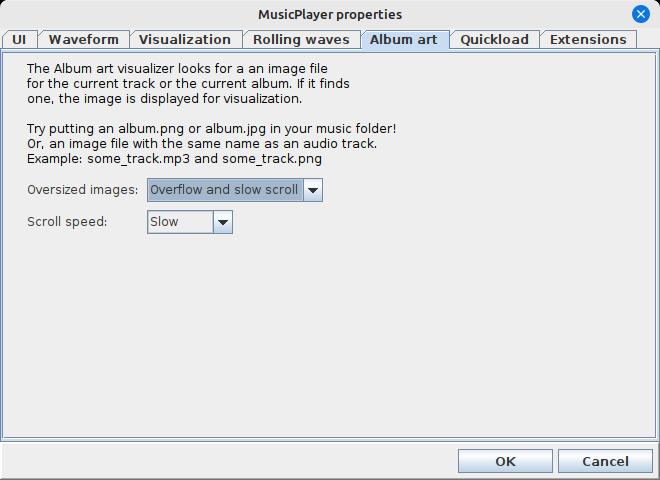 MusicPlayer properties
UI Waveform Visualization Rolling waves Album art Quickload Extensions
The Album art visualizer looks for a an image file
for the current track or the current album. If it finds
one, the image is displayed for visualization.
Try putting an album.png or album.jpg in your music folder!
Or, an image file with the same name as an audio track.
Example: some_track.mp3 and some_track.png
Oversized images: Overflow and slow scroll
Scroll speed: Slow
OK Cancel